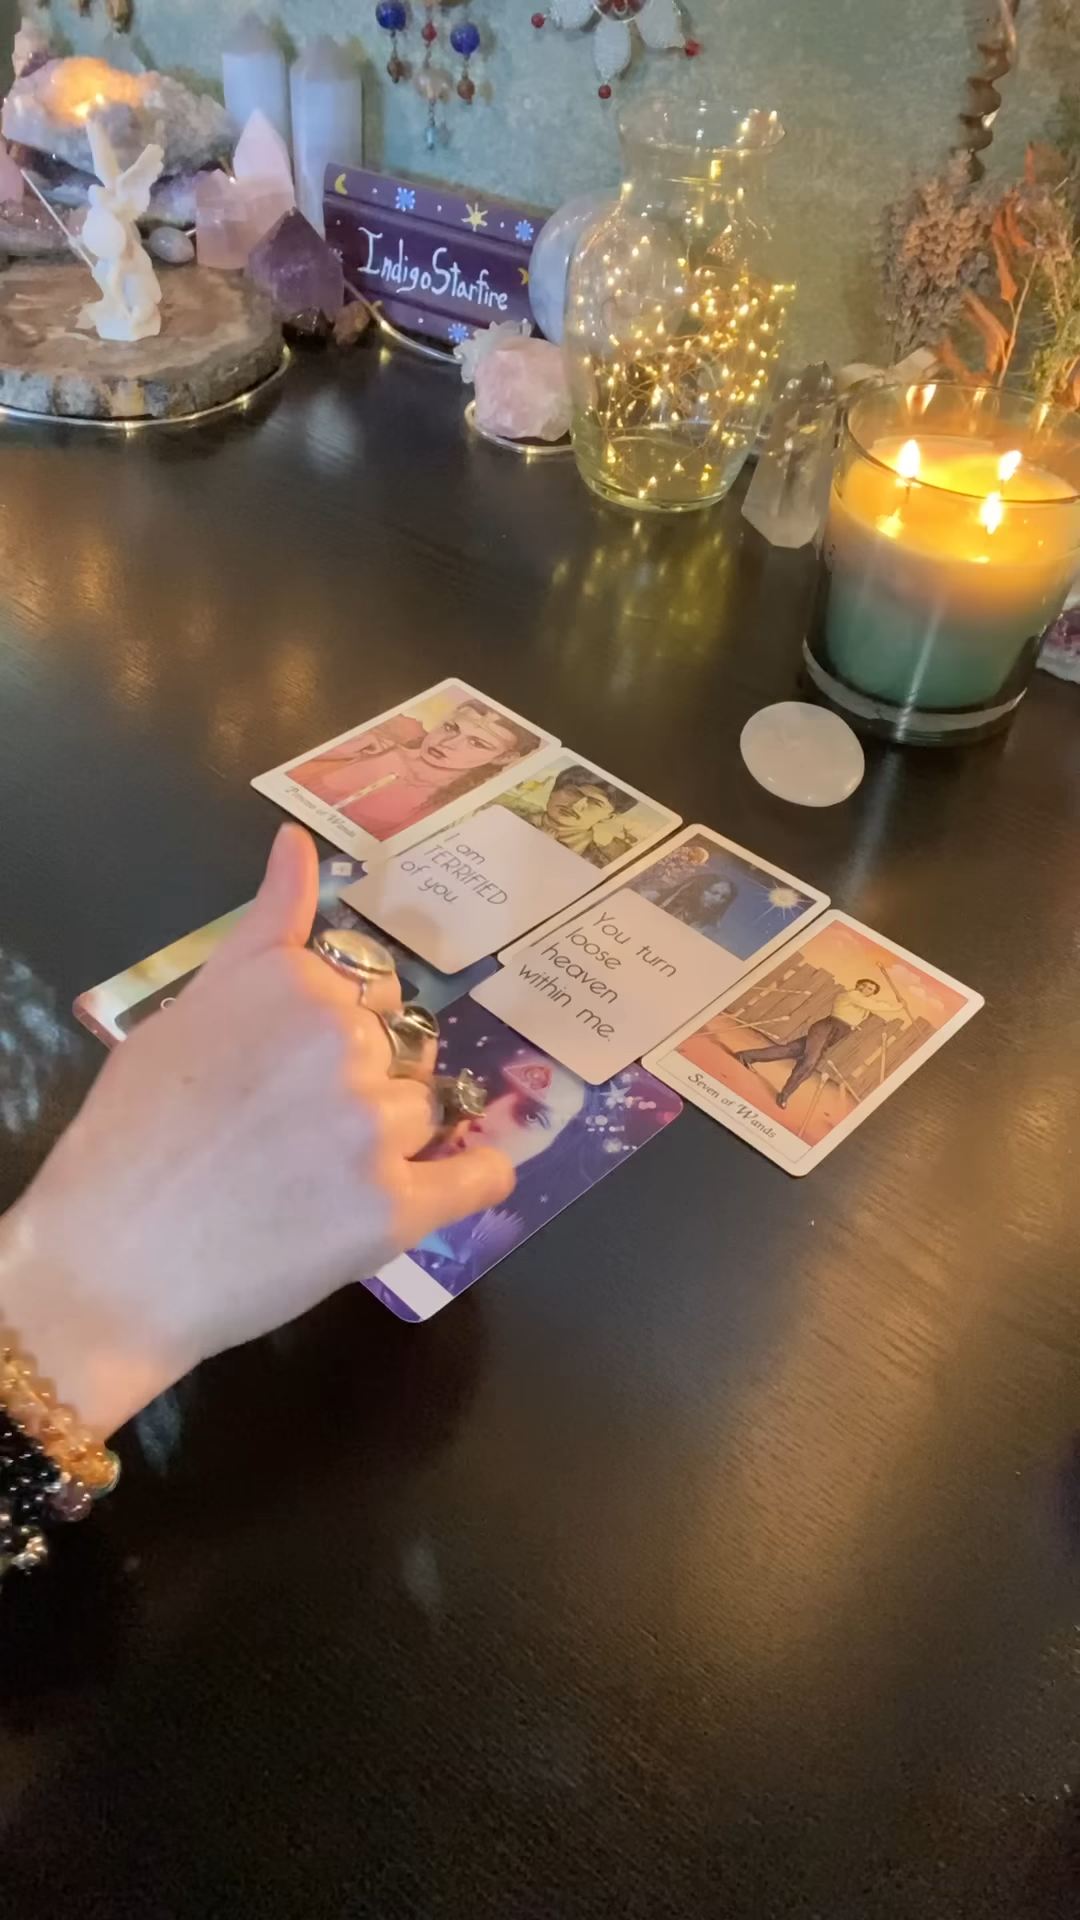 IndigoStarfire
Princess of Wands
I am
TERRIFIED
of you
You turn
loose
heaven
within me.
Seven of Wands